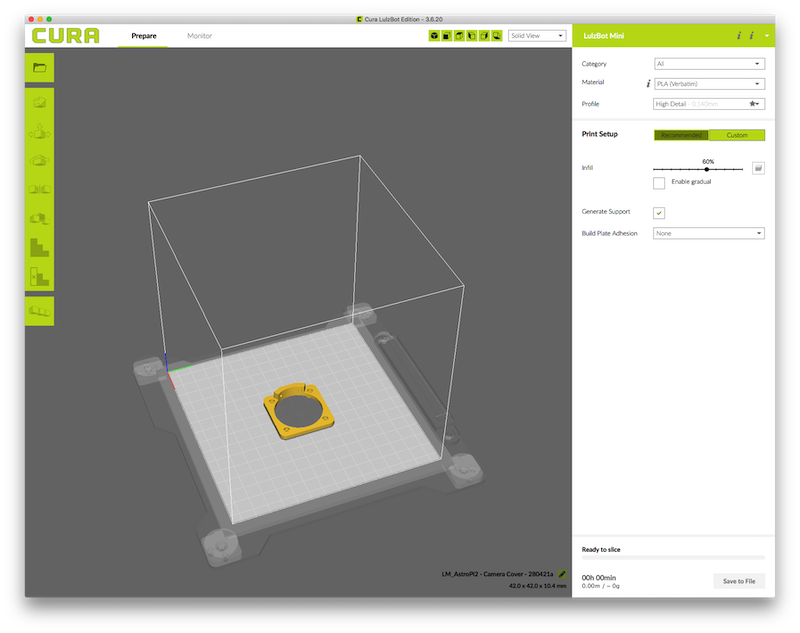 Cura LulzBot Edition - 3.6.20
CURA
Prepare
Monitor
Solid View
LulzBot Mini
Category
All
Material
PLA (Verbatim)
Profile
High Detail - 0.140mm
Print Setup
Recommended
Custom
60%
Infill
Enable gradual
Generate Support
Build Plate Adhesion
None
LM_AstroPI2 - Camera Cover - 280421a
42.0 x 42.0 x 10.4 mm
Ready to slice
00h 00min
0.00m / ~ 0g
Save to File